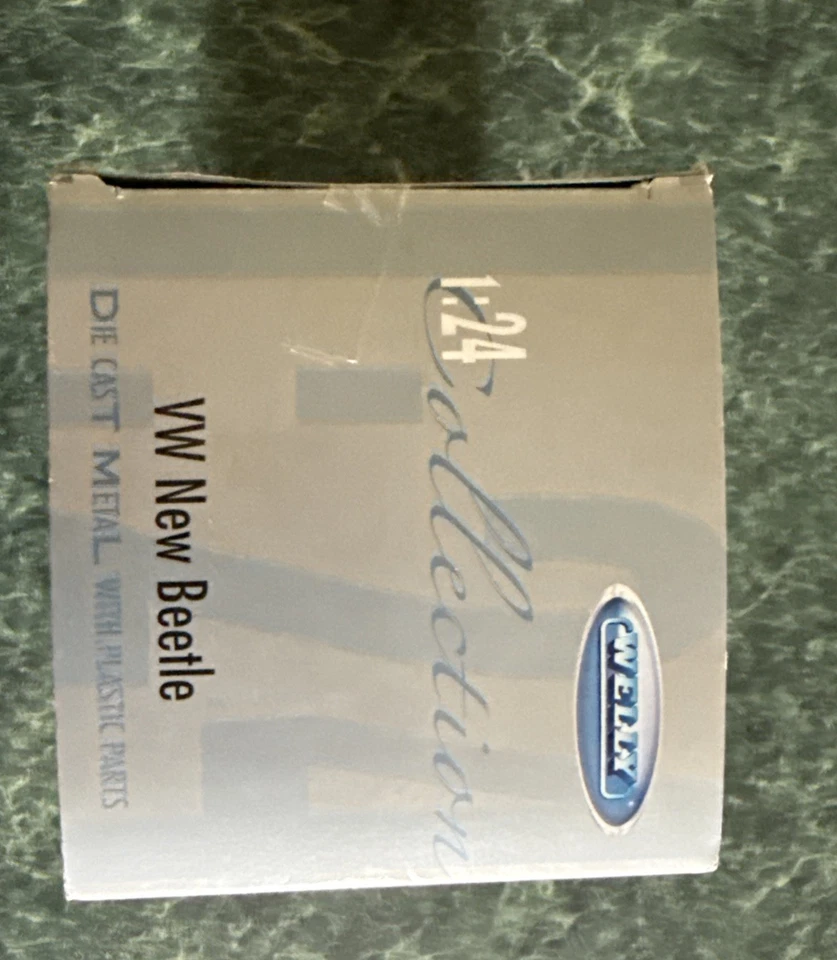 WELLY
1:24
Collection
VW New Beetle
DIE CAST METAL WITH PLASTIC PARTS